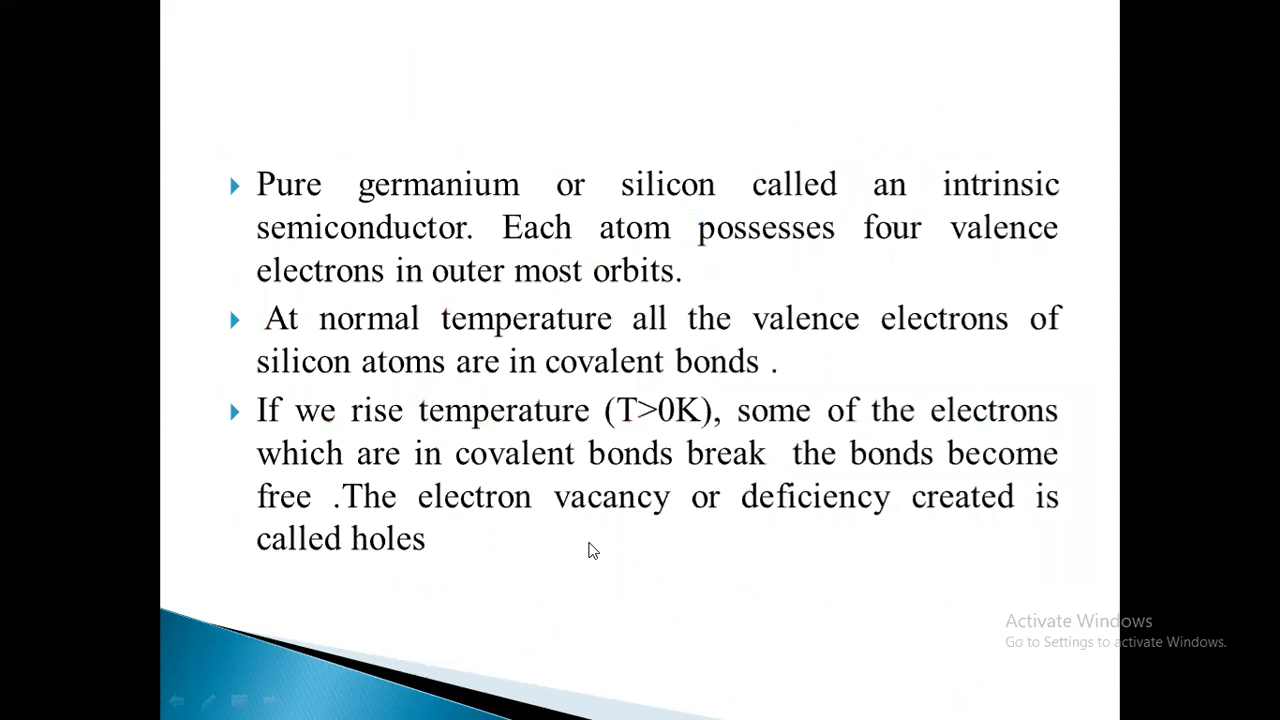 Pure germanium or silicon called an intrinsic
semiconductor. Each atom possesses four valence
electrons in outer most orbits.
At normal temperature all the valence electrons of
silicon atoms are in covalent bonds .
If we rise temperature (T>0K), some of the electrons
which are in covalent bonds break the bonds become
free .The electron vacancy or deficiency created is
called holes
Activate Windows
Go to Settings to activate Windows.